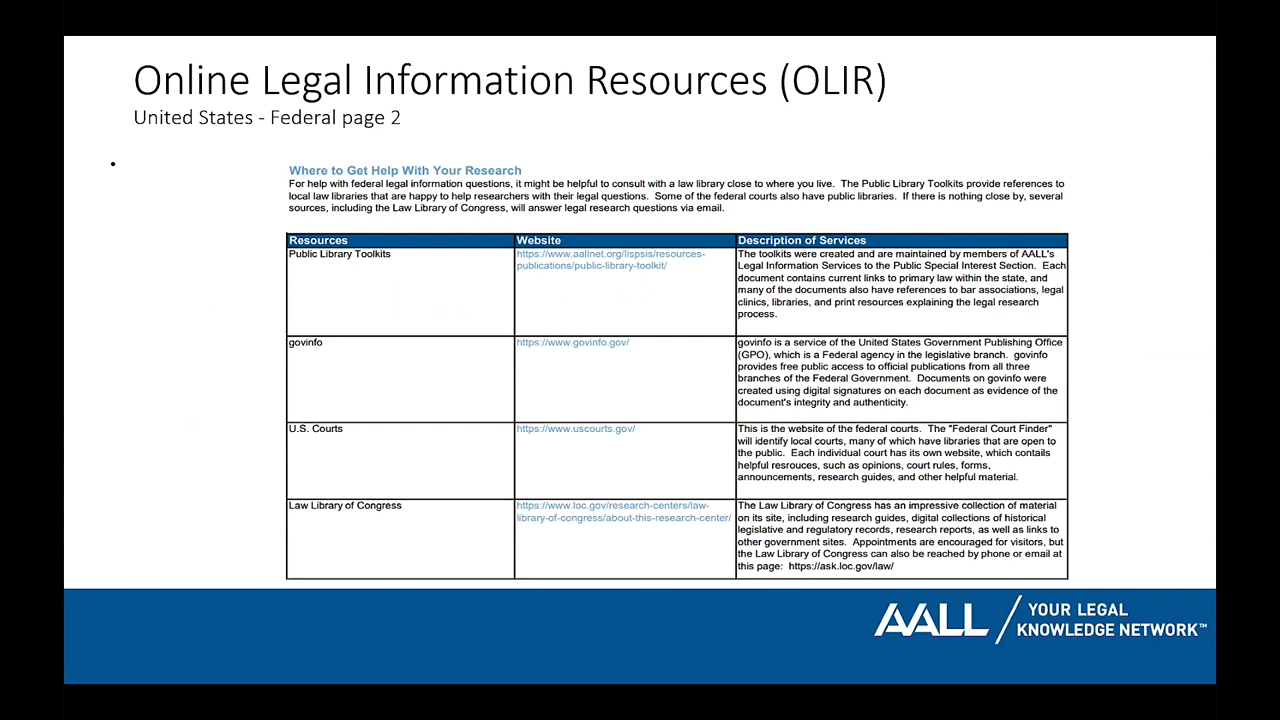 Online Legal Information Resources (OLIR)
United States - Federal page 2
•
Where to Get Help With Your Research
For help with federal legal information questions, it might be helpful to consult with a law library close to where you live. The Public Library Toolkits provide references to
local law libraries that are happy to help researchers with their legal questions. Some of the federal courts also have public libraries. If there is nothing close by, several
sources, including the Law Library of Congress, will answer legal research questions via email.
Resources
Website
Description of Services
Public Library Toolkits
https://www.aallnet.org/lispsis/resources-
publications/public-library-toolkit/
The toolkits were created and are maintained by members of AALL's
Legal Information Services to the Public Special Interest Section. Each
document contains current links to primary law within the state, and
many of the documents also have references to bar associations, legal
clinics, libraries, and print resources explaining the legal research
process.
govinfo
https://www.govinfo.gov/
govinfo is a service of the United States Government Publishing Office
(GPO), which is a Federal agency in the legislative branch. govinfo
provides free public access to official publications from all three
branches of the Federal Government. Documents on govinfo were
created using digital signatures on each document as evidence of the
document's integrity and authenticity.
U.S. Courts
https://www.uscourts.gov/
This is the website of the federal courts. The "Federal Court Finder"
will identify local courts, many of which have libraries that are open to
the public. Each individual court has its own website, which contails
helpful resrouces, such as opinions, court rules, forms,
announcements, research guides, and other helpful material.
Law Library of Congress
https://www.loc.gov/research-centers/law-
library-of-congress/about-this-research-center/
The Law Library of Congress has an impressive collection of material
on its site, including research guides, digital collections of historical
legislative and regulatory records, research reports, as well as links to
other government sites. Appointments are encouraged for visitors, but
the Law Library of Congress can also be reached by phone or email at
this page: https://ask.loc.gov/law/
AALL
YOUR LEGAL
KNOWLEDGE NETWORK™